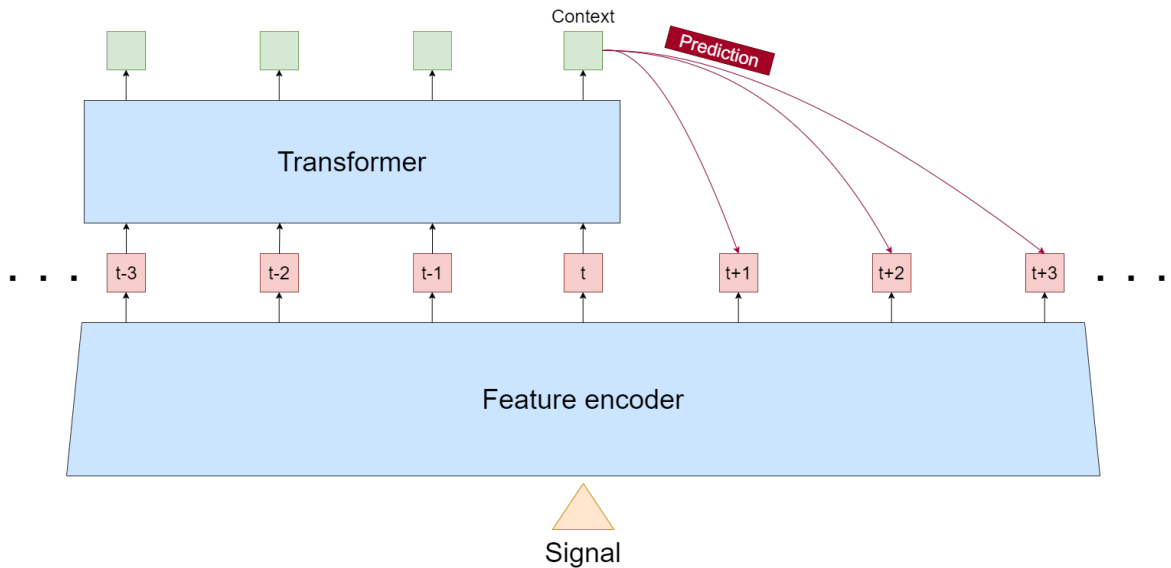 Context
Prediction
Transformer
. . . t-3 t-2 t-1 t t+1 t+2 t+3 . . .
Feature encoder
Signal